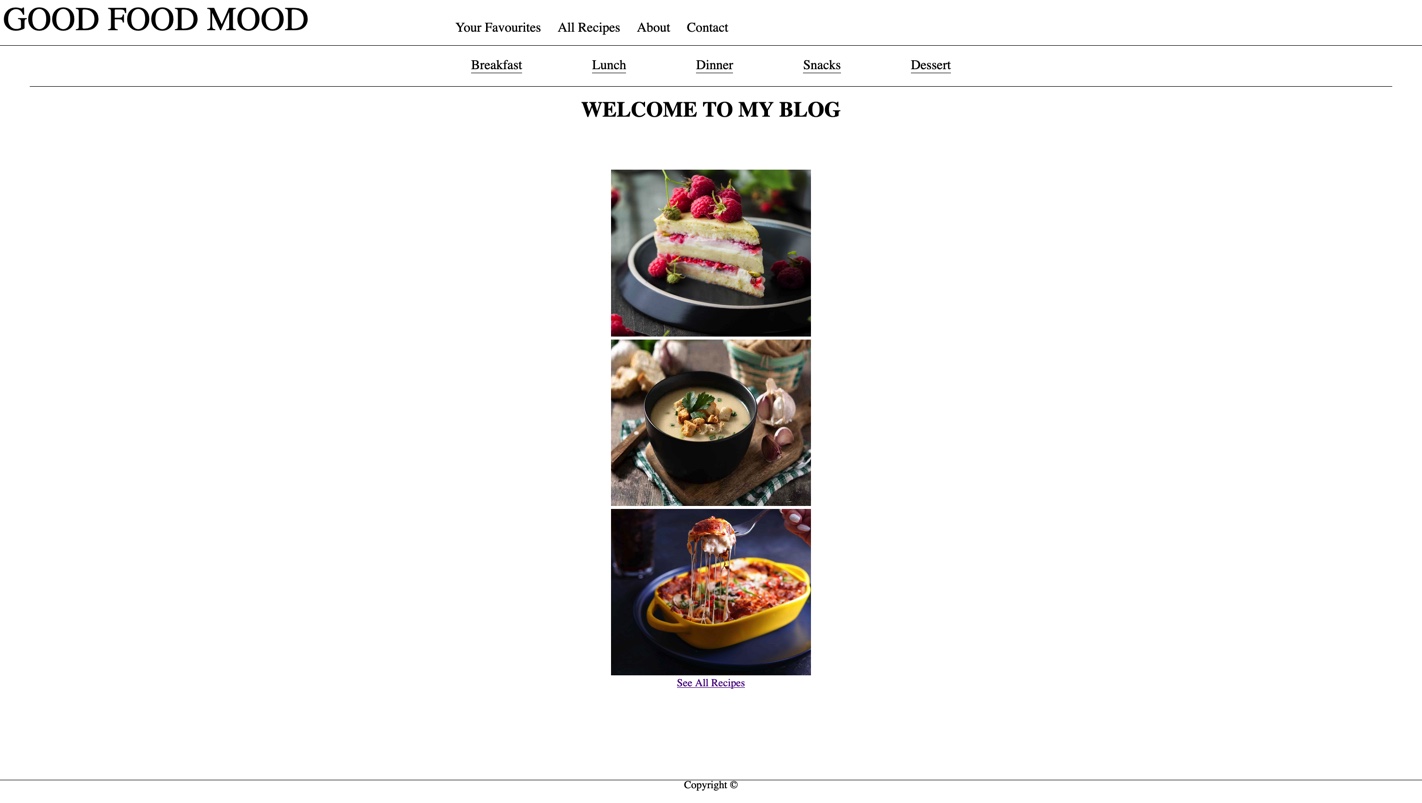 GOOD FOOD MOOD
Your Favourites All Recipes About Contact
Breakfast Lunch Dinner Snacks Dessert
WELCOME TO MY BLOG
See All Recipes
Copyright ©